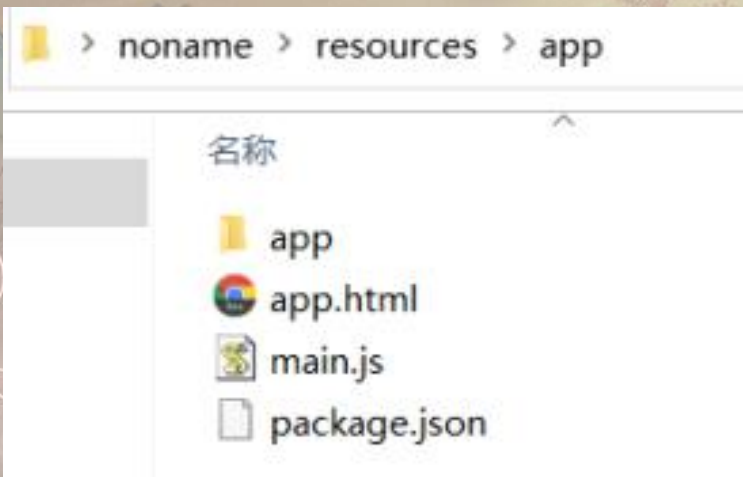 > noname > resources > app
名称
app
app.html
main.js
package.json